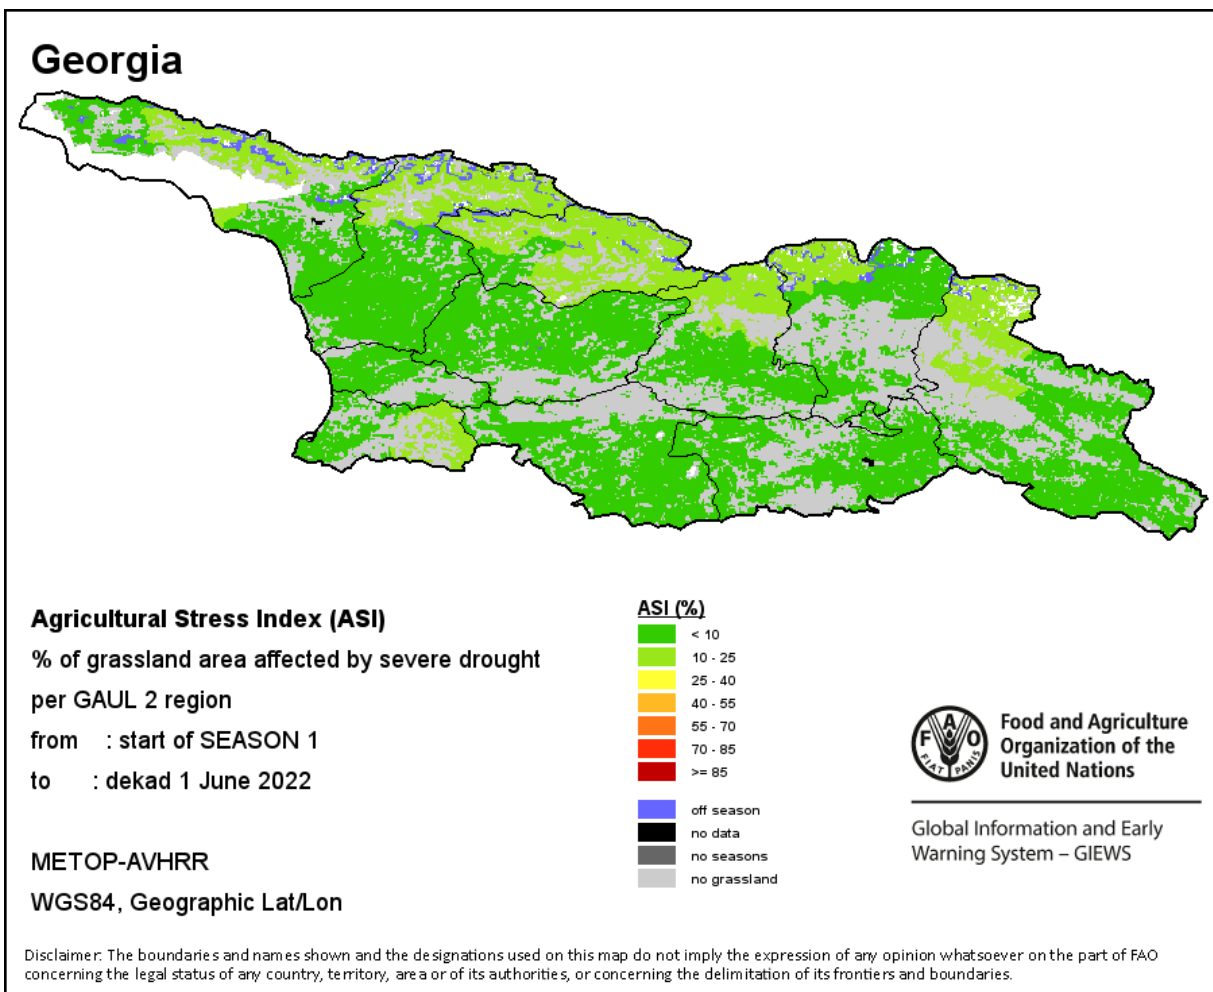 Georgia
Agricultural Stress Index (ASI)
% of grassland area affected by severe drought
per GAUL 2 region
from : start of SEASON 1
to : dekad 1 June 2022
METOP-AVHRR
WGS84, Geographic Lat/Lon
ASI (%)
< 10
10 - 25
25 - 40
40 - 55
55 - 70
70 - 85
>= 85
off season
no data
no seasons
no grassland
F A O
FIAT PANIS
Food and Agriculture
Organization of the
United Nations
Global Information and Early
Warning System – GIEWS
Disclaimer: The boundaries and names shown and the designations used on this map do not imply the expression of any opinion whatsoever on the part of FAO
concerning the legal status of any country, territory, area or of its authorities, or concerning the delimitation of its frontiers and boundaries.